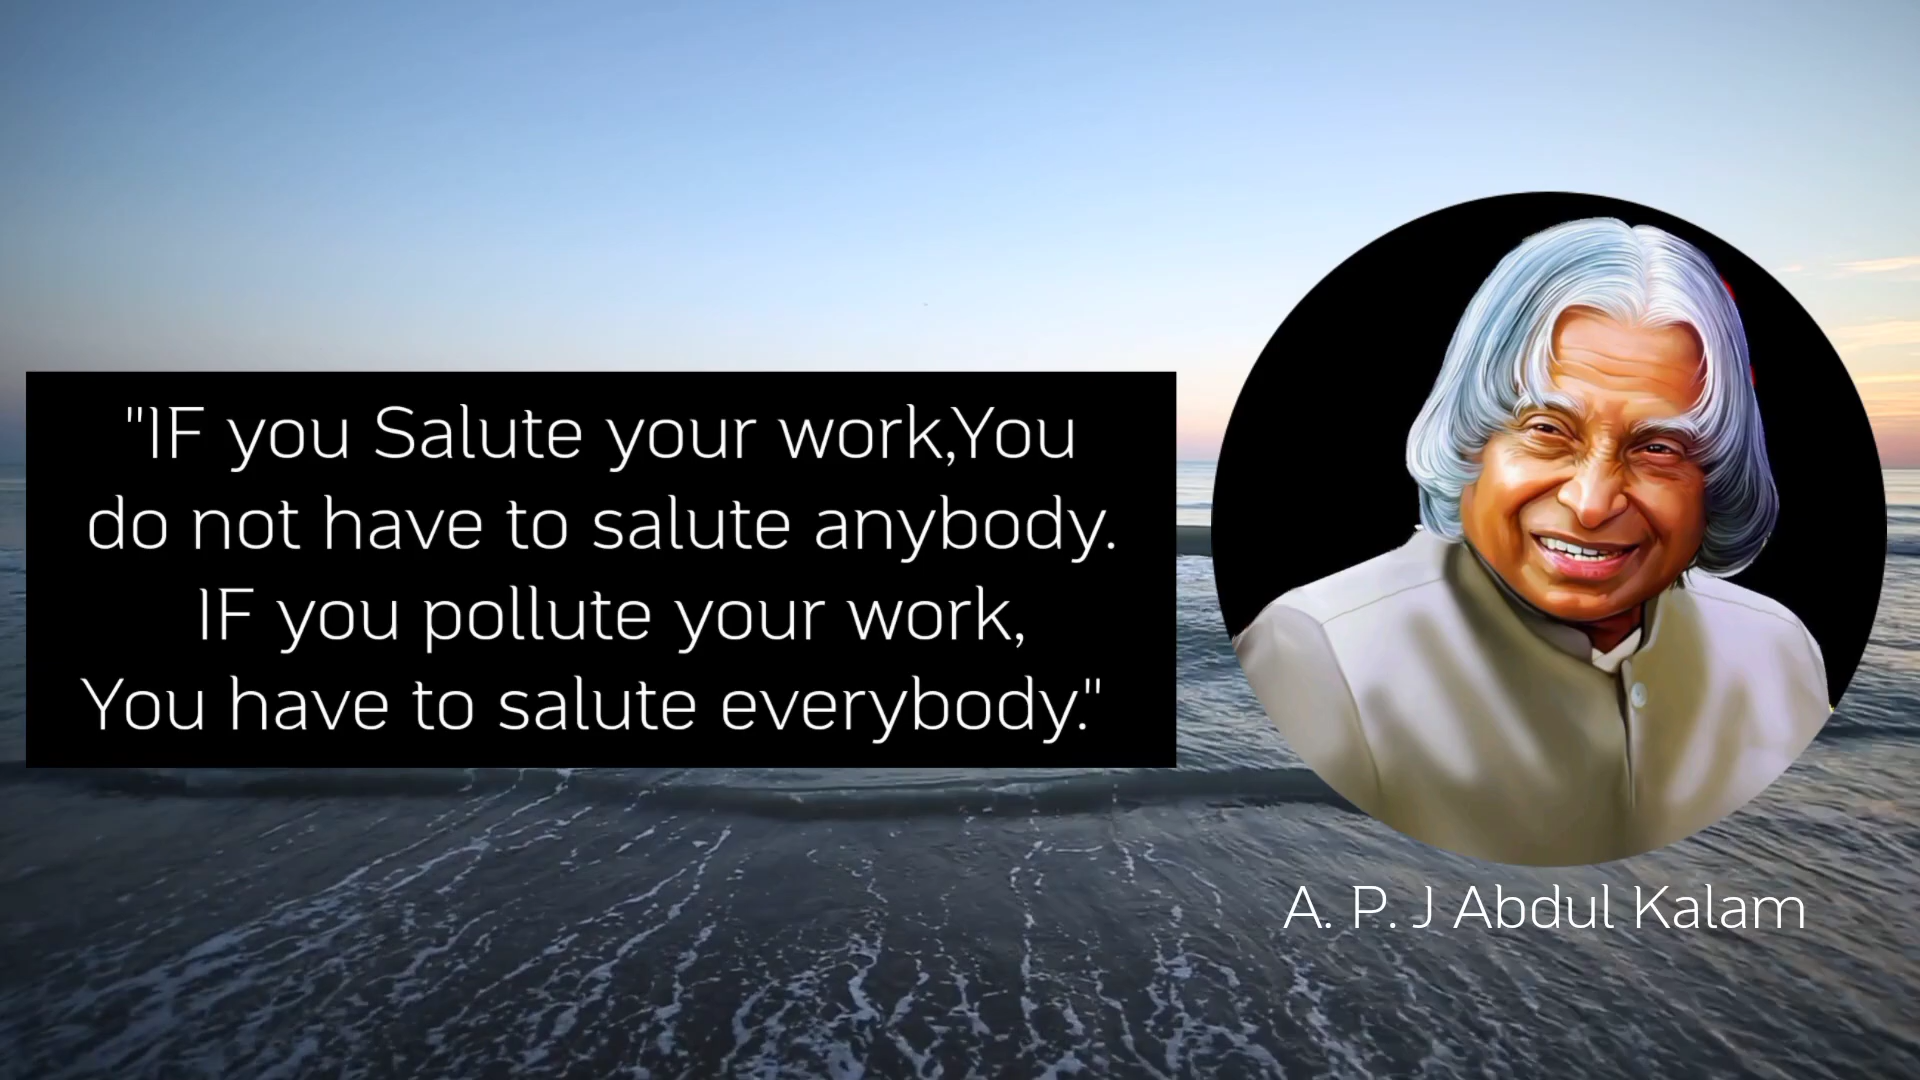 "IF you Salute your work,You
do not have to salute anybody.
IF you pollute your work,
You have to salute everybody."
A. P. J Abdul Kalam